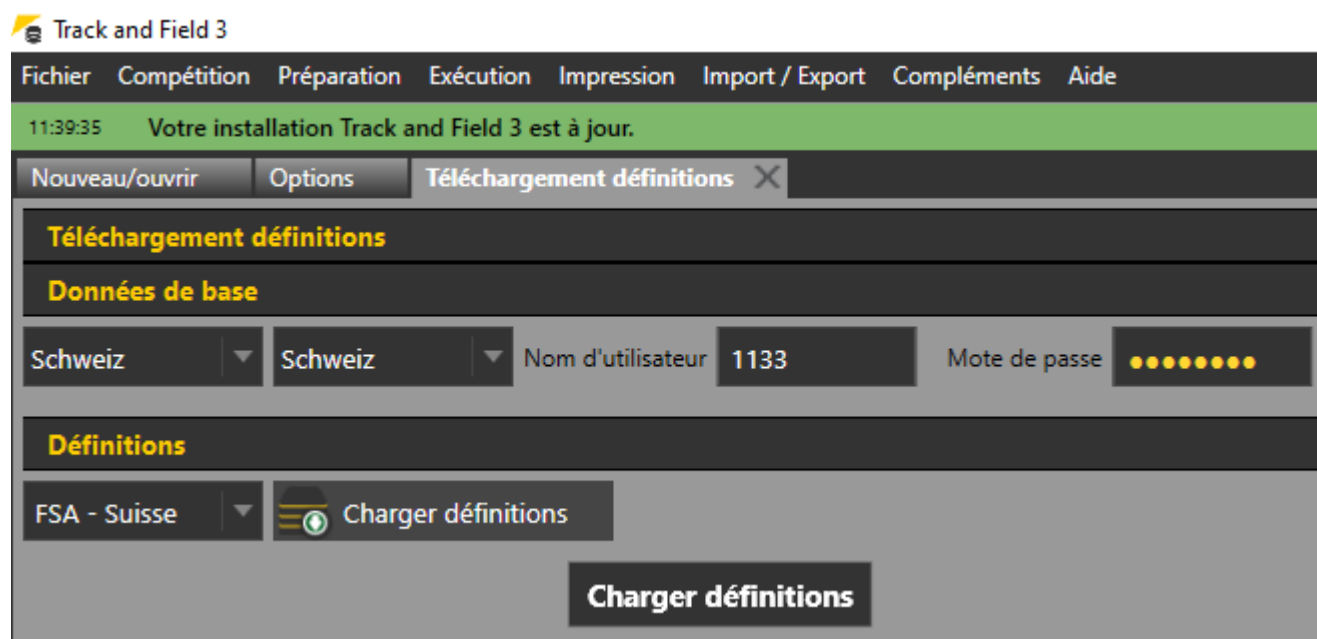 Track and Field 3
Fichier Compétition Préparation Exécution Impression Import / Export Compléments Aide
11:39:35 Votre installation Track and Field 3 est à jour.
Nouveau/ouvrir Options Téléchargement définitions
Téléchargement définitions
Données de base
Schweiz Schweiz Nom d'utilisateur 1133 Mote de passe ●●●●●●●●
Définitions
FSA - Suisse Charger définitions
Charger définitions